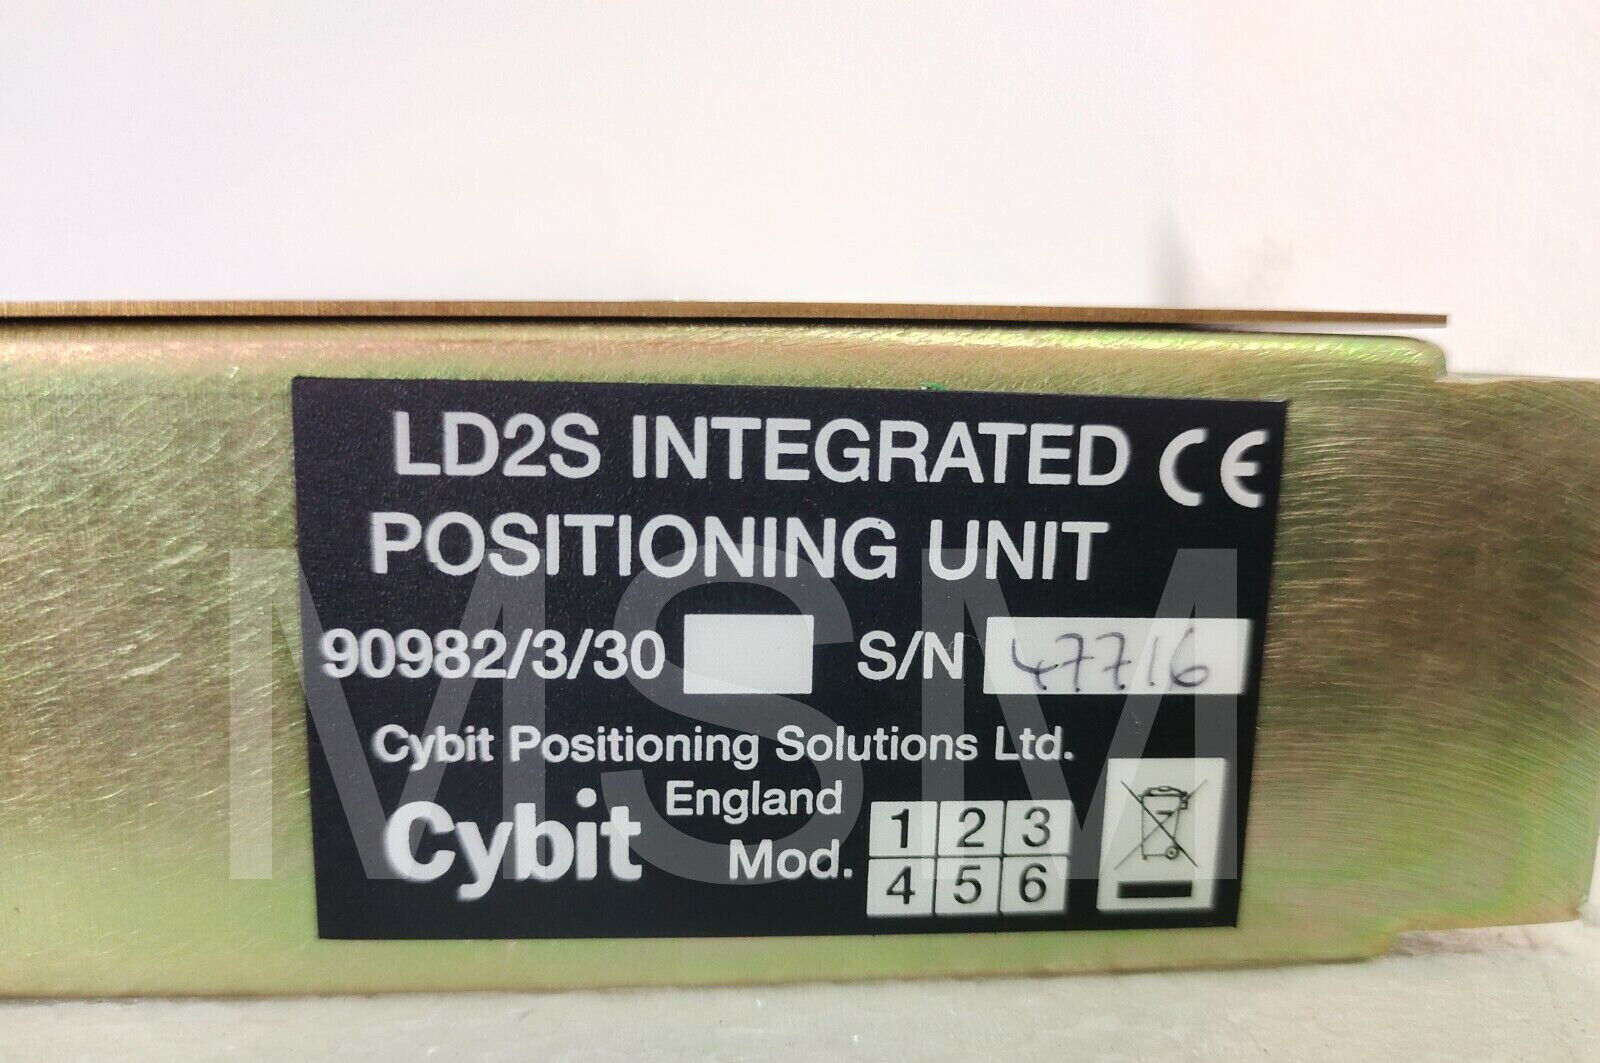 LD2S INTEGRATED CE
POSITIONING UNIT
90982/3/30 S/N 47716
Cybit Positioning Solutions Ltd.
England
Cybit Mod. 1 2 3
4 5 6
MSM